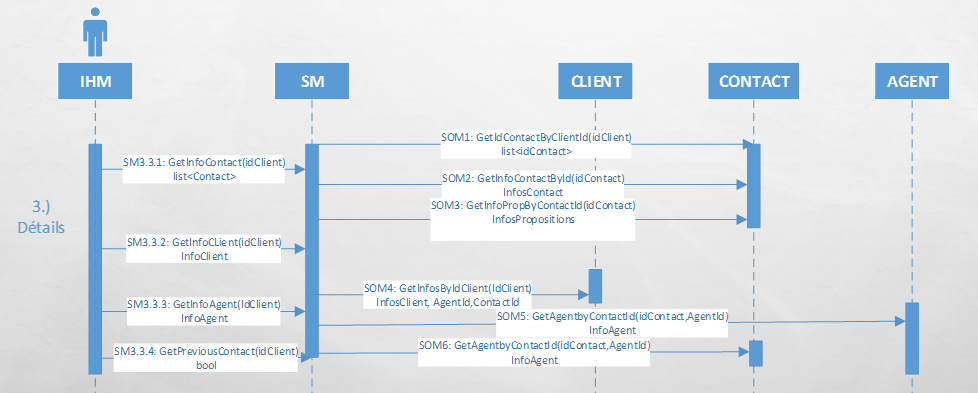 IHM
SM
CLIENT
CONTACT
AGENT
3.)
Détails
SOM1: GetIdContactByClientId(idClient)
list<idContact>
SM3.3.1: GetInfoContact(idClient)
list<Contact>
SOM2: GetInfoContactById(idContact)
InfosContact
SOM3: GetInfoPropByContactId(idContact)
InfosPropositions
SM3.3.2: GetInfoCLient(idClient)
InfoClient
SOM4: GetInfosByIdClient(IdClient)
InfosClient, AgentId,ContactId
SM3.3.3: GetInfoAgent(IdClient)
InfoAgent
SOM5: GetAgentbyContactId(idContact,AgentId)
InfoAgent
SM3.3.4: GetPreviousContact(idClient)
bool
SOM6: GetAgentbyContactId(idContact,AgentId)
InfoAgent